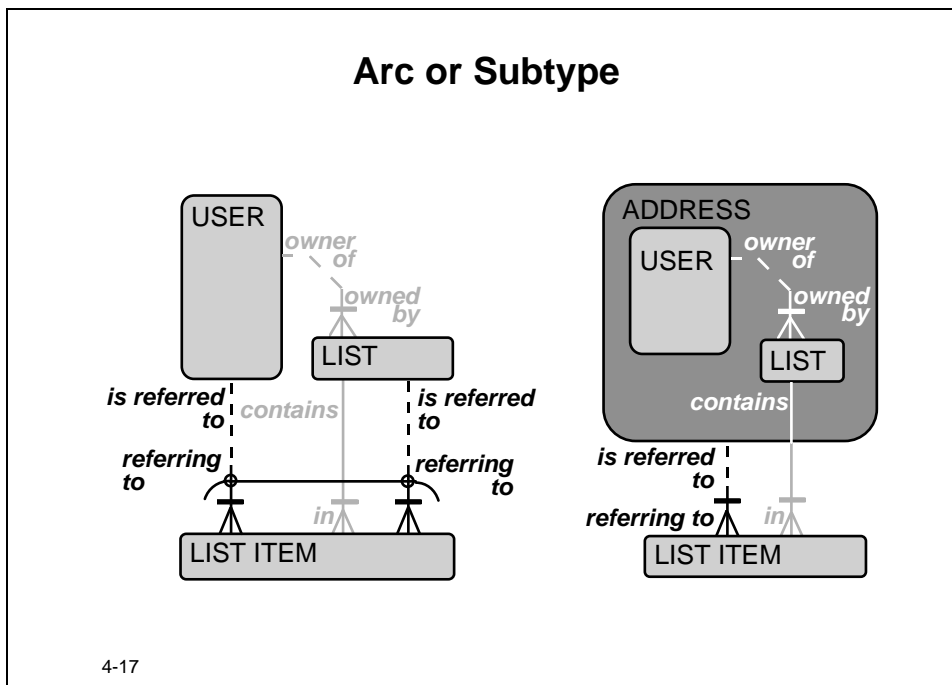 Arc or Subtype
USER
owner
of
owned
by
LIST
is referred
to
contains
is referred
to
referring
to
referring
to
in
LIST ITEM
ADDRESS
USER
owner
of
owned
by
LIST
contains
is referred
to
referring to
in
LIST ITEM
4-17